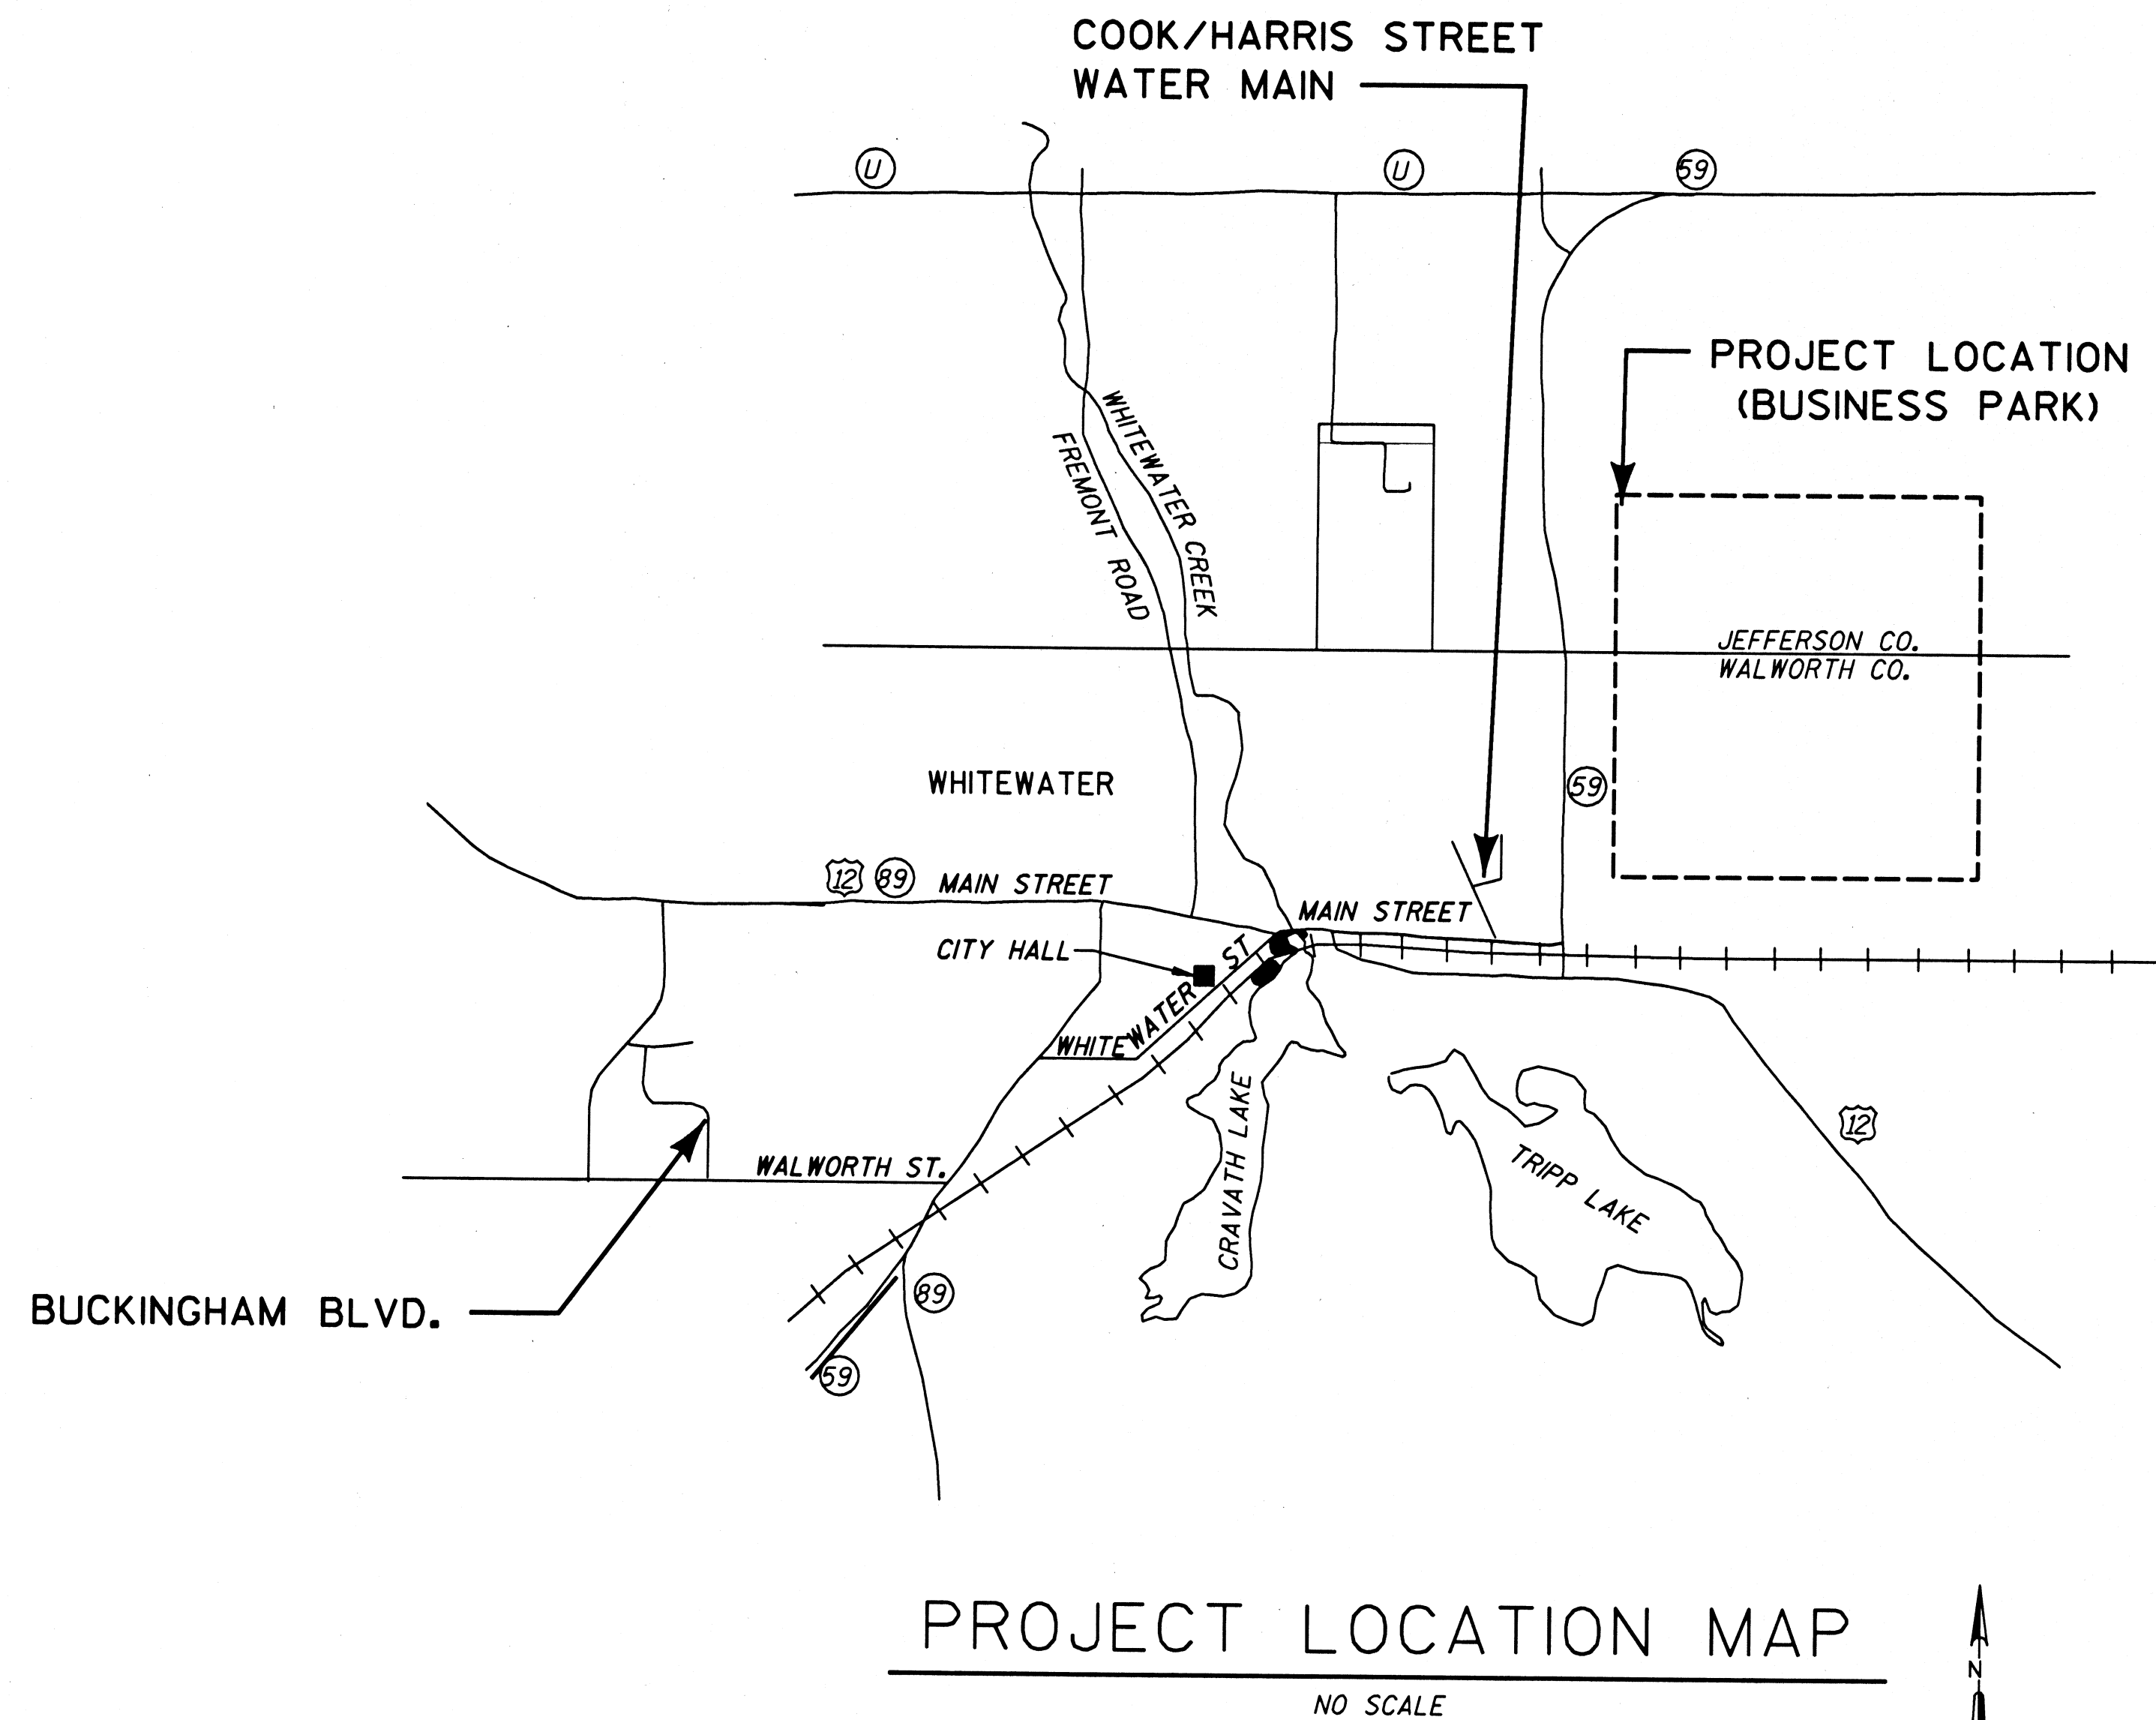 COOK/HARRIS STREET
WATER MAIN
U
U
59
PROJECT LOCATION
(BUSINESS PARK)
WHITEWATER CREEK
FREMONT ROAD
JEFFERSON CO.
WALWORTH CO.
WHITEWATER
59
12
89
MAIN STREET
MAIN STREET
CITY HALL
WHITEWATER ST
12
CRAVATH LAKE
TRIPP LAKE
WALWORTH ST.
BUCKINGHAM BLVD.
89
59
PROJECT LOCATION MAP
NO SCALE
N